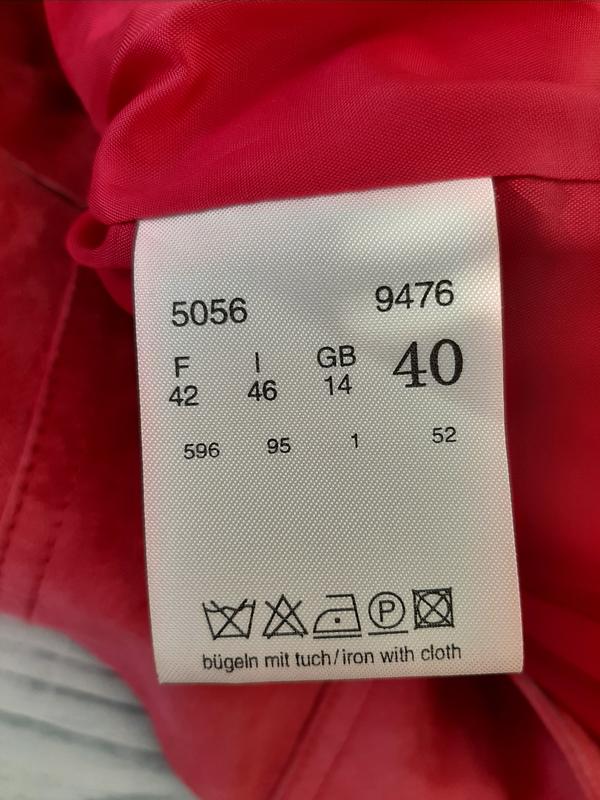 5056 9476
F I GB 40
42 46 14
596 95 1 52
P
bügeln mit tuch/iron with cloth